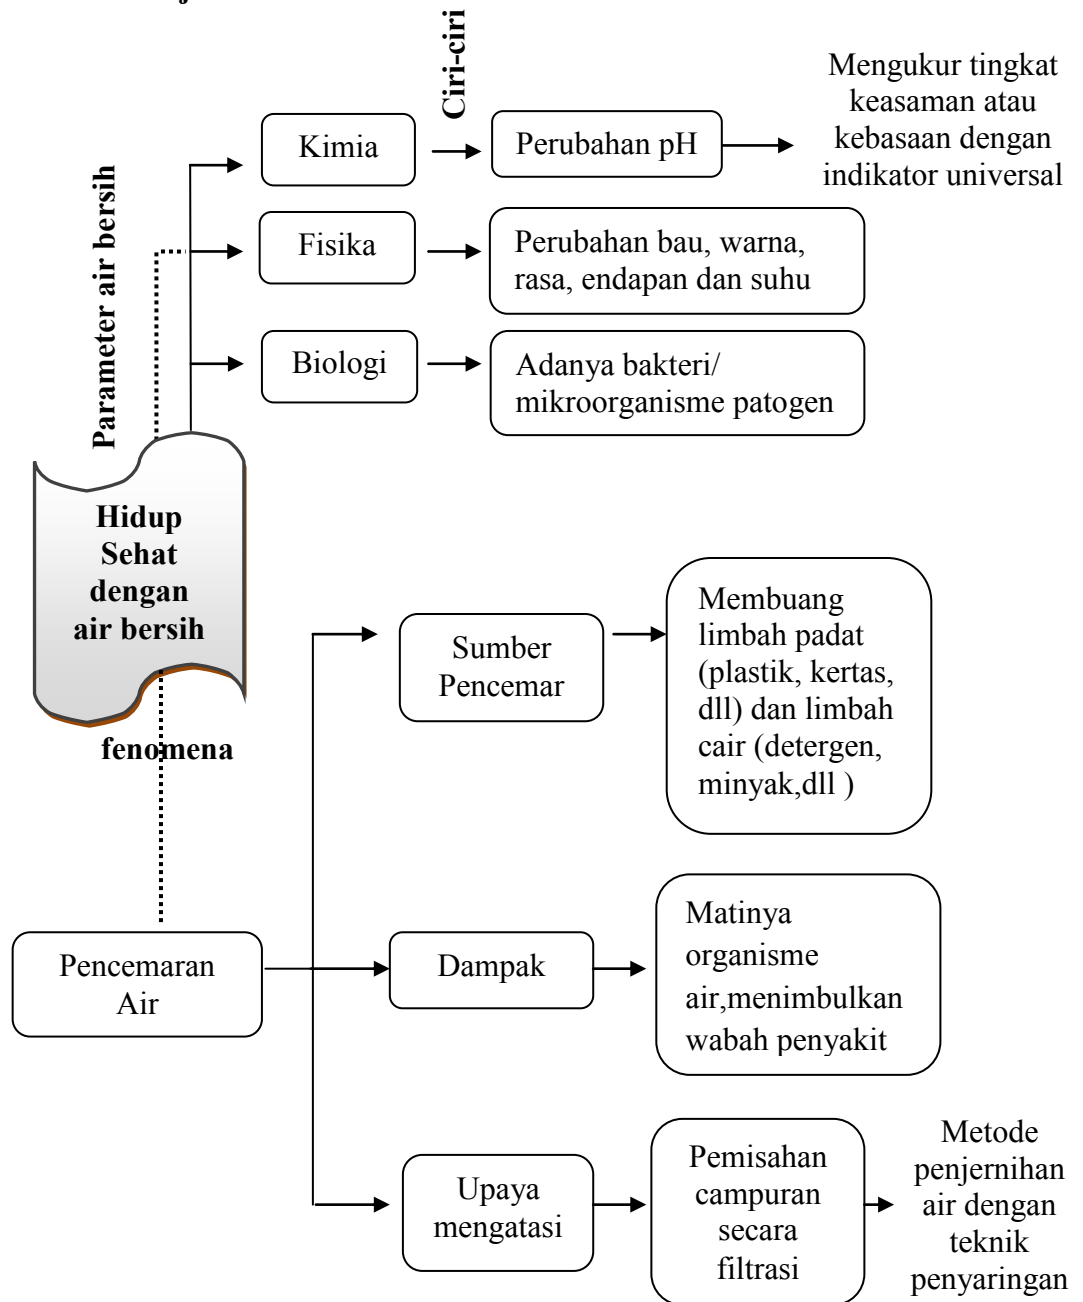 Ciri-ciri
Mengukur tingkat
keasaman atau
kebasaan dengan
indikator universal
Kimia
Perubahan pH
Parameter air bersih
Fisika
Perubahan bau, warna,
rasa, endapan dan suhu
Biologi
Adanya bakteri/
mikroorganisme patogen
Hidup
Sehat
dengan
air bersih
fenomena
Sumber
Pencemar
Membuang
limbah padat
(plastik, kertas,
dll) dan limbah
cair (detergen,
minyak,dll )
Pencemaran
Air
Dampak
Matinya
organisme
air,menimbulkan
wabah penyakit
Upaya
mengatasi
Pemisahan
campuran
secara
filtrasi
Metode
penjernihan
air dengan
teknik
penyaringan